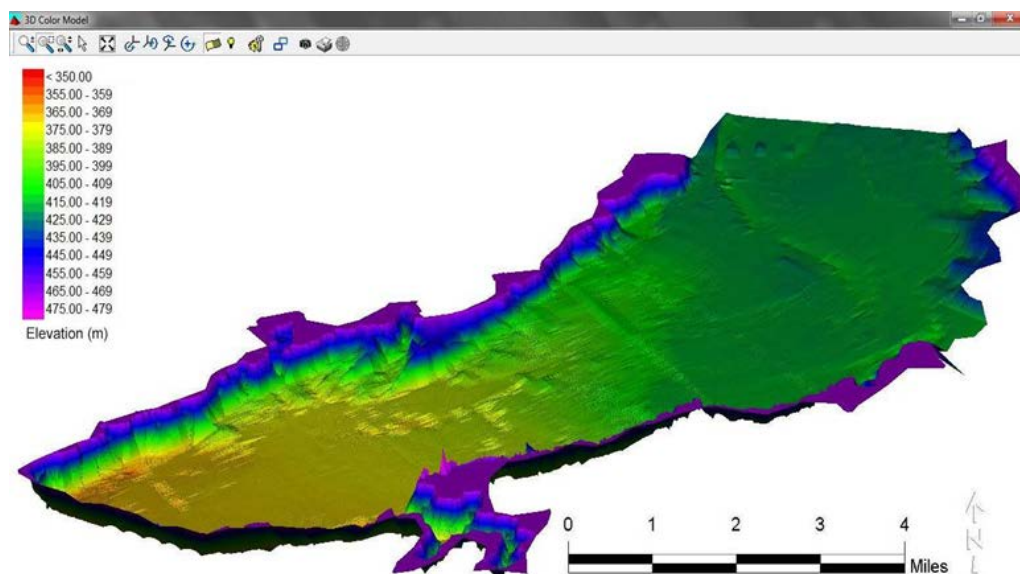 3D Color Model
< 350.00
355.00 - 359
365.00 - 369
375.00 - 379
385.00 - 389
395.00 - 399
405.00 - 409
415.00 - 419
425.00 - 429
435.00 - 439
445.00 - 449
455.00 - 459
465.00 - 469
475.00 - 479
Elevation (m)
0 1 2 3 4
Miles
N